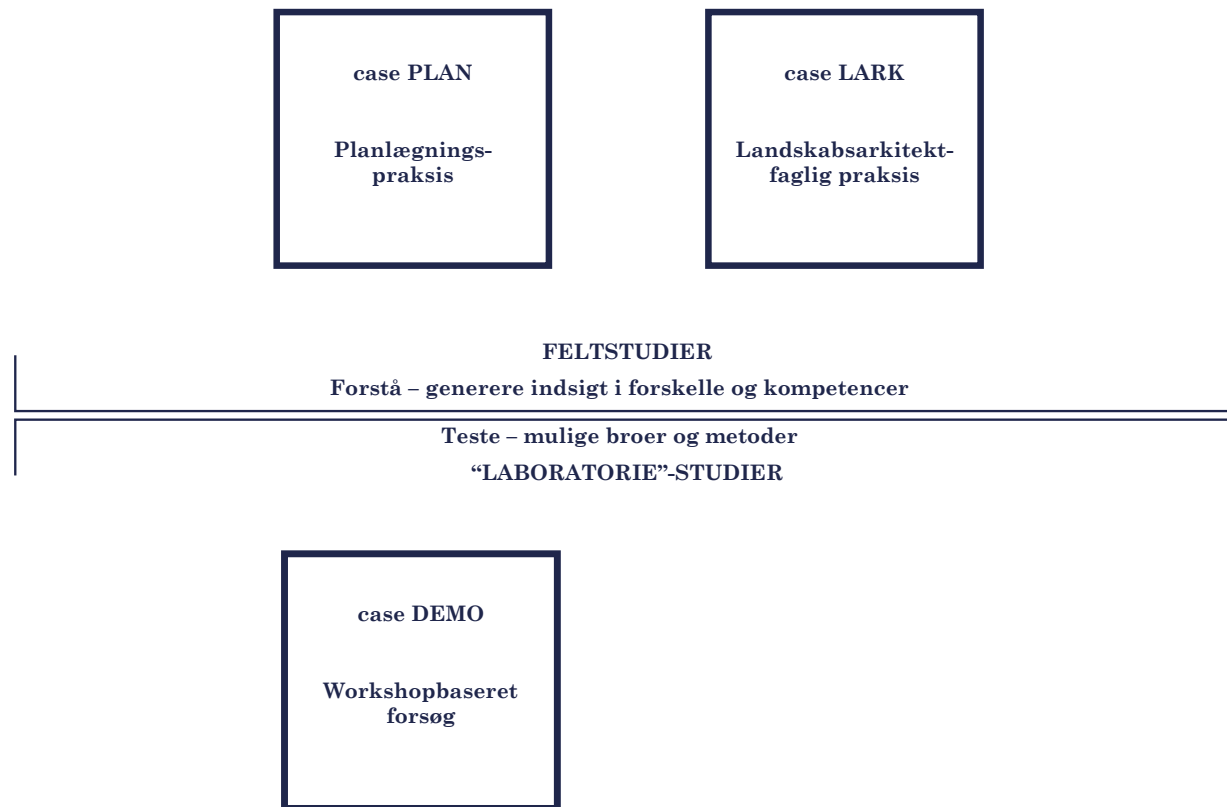 case PLAN
Planlægnings-
praksis
case LARK
Landskabsarkitekt-
faglig praksis
FELTSTUDIER
Forstå – generere indsigt i forskelle og kompetencer
Teste – mulige broer og metoder
“LABORATORIE”-STUDIER
case DEMO
Workshopbaseret
forsøg